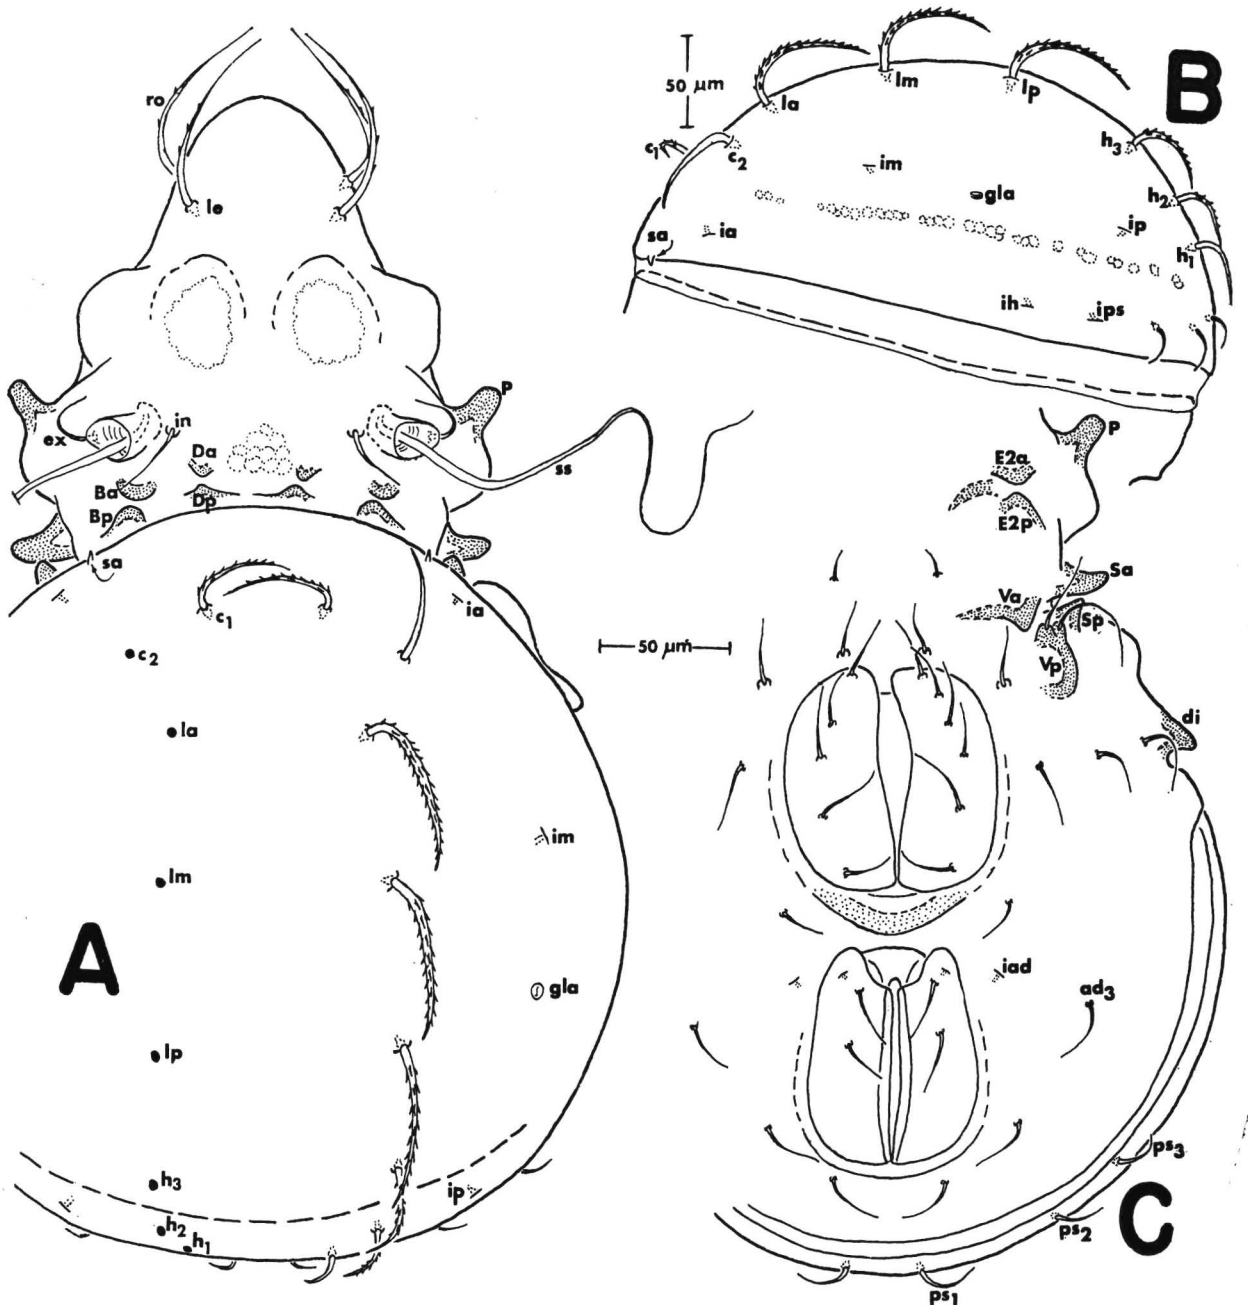 ro
le
ex
in
P
Da
Ba
Dp
Bp
ss
sa
ia
c1
c2
la
lm
im
A
gla
lp
h3
ip
h2
h1
50 µm
B
la
lm
lp
c1
c2
im
h3
gla
h2
sa
ia
ip
h1
ih
ips
50 µm
P
E2a
E2p
Sa
Va
Sp
Vp
di
iad
ad3
ps3
ps2
C
ps1